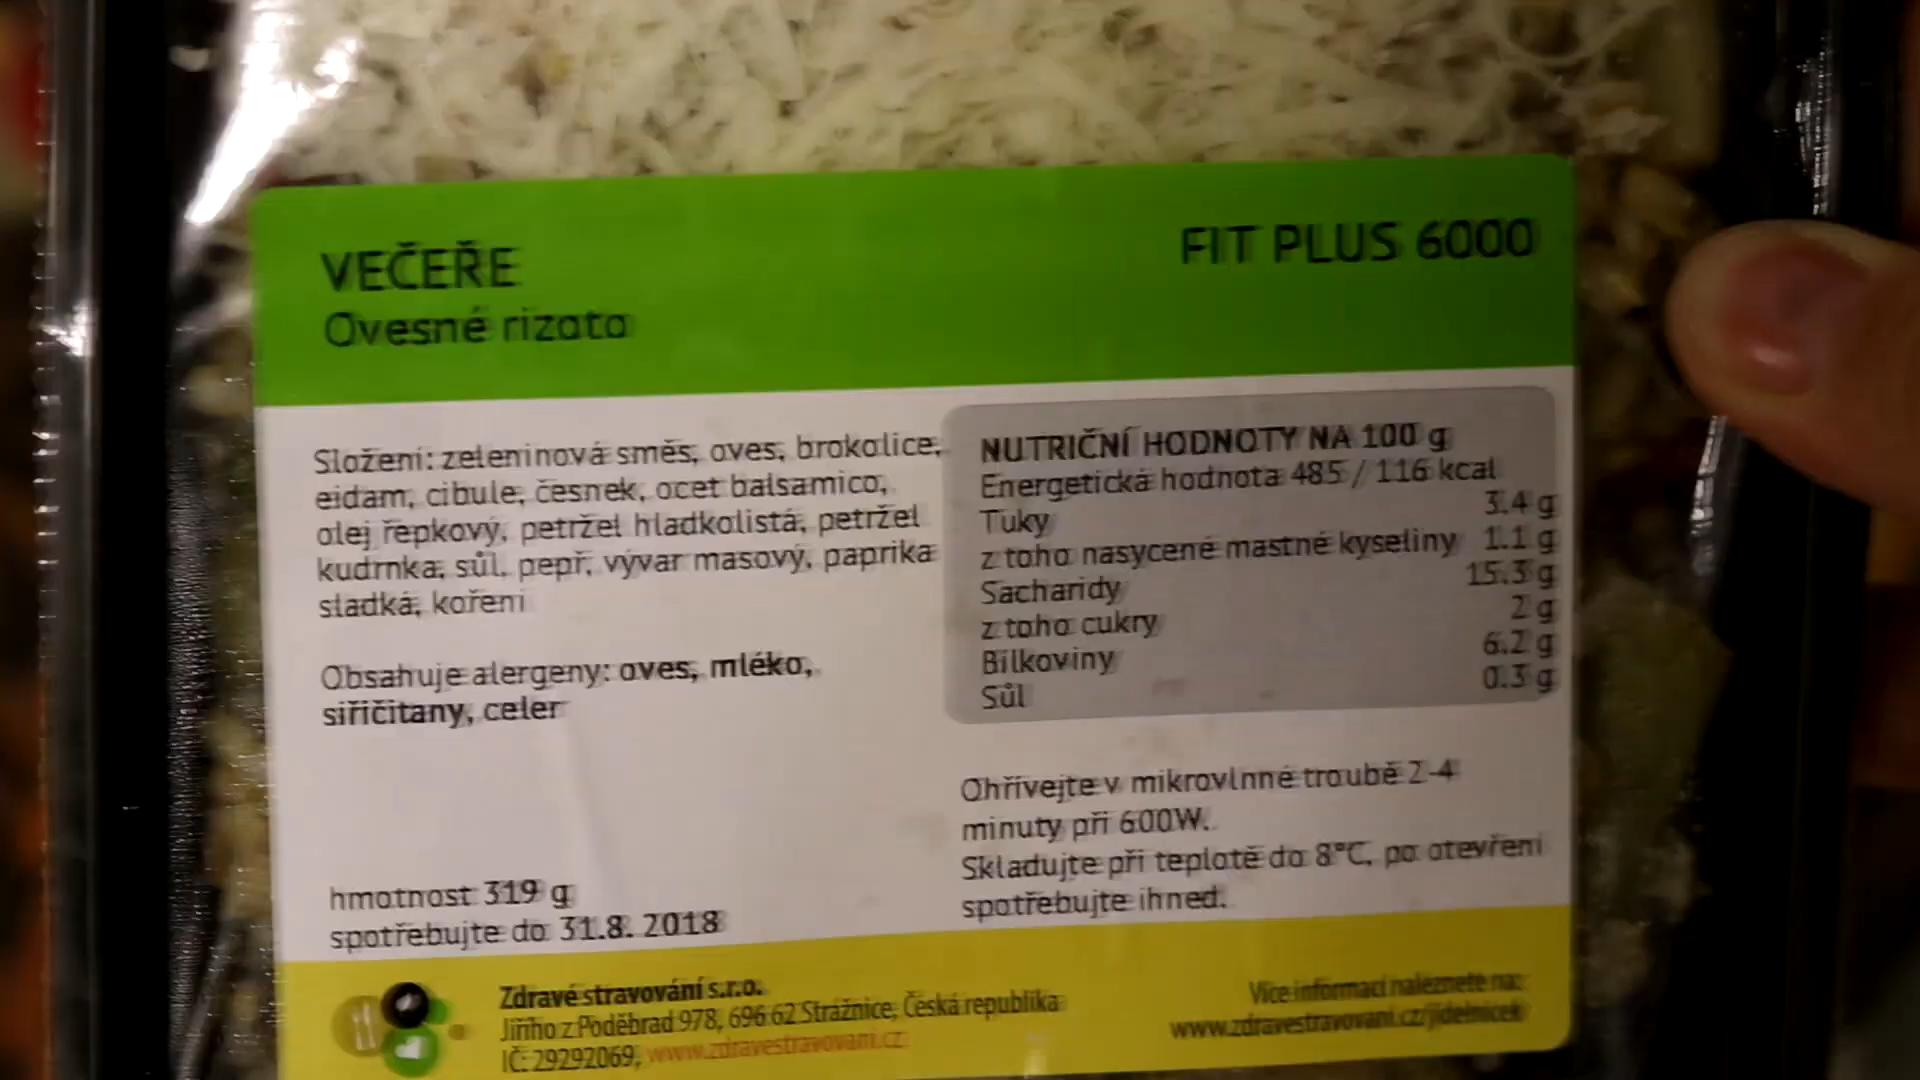 VEČEŘE
Ovesné rizoto
FIT PLUS 6000
Složení: zeleninová směs, oves, brokolice,
eidam, cibule, česnek, ocet balsamico,
olej řepkový, petržel hladkolistá, petržel
kudrnka, sůl, pepř, vývar masový, paprika
sladká, koření
Obsahuje alergeny: oves, mléko,
siřičitany, celer
hmotnost 319 g
spotřebujte do 31.8. 2018
NUTRIČNÍ HODNOTY NA 100 g
Energetická hodnota 485 / 116 kcal
Tuky 3.4 g
z toho nasycené mastné kyseliny 1.1 g
Sacharidy 15.3 g
z toho cukry 2 g
Bílkoviny 6.2 g
Sůl 0.3 g
Ohřívejte v mikrovlnné troubě 2-4
minuty při 600W.
Skladujte při teplotě do 8°C, po otevření
spotřebujte ihned.
Zdravé stravování s.r.o.
Jiřího z Poděbrad 978, 696 62 Strážnice, Česká republika
IČ: 29292069, www.zdravestravovani.cz
Více informací naleznete na:
www.zdravestravovani.cz/jidelnicek